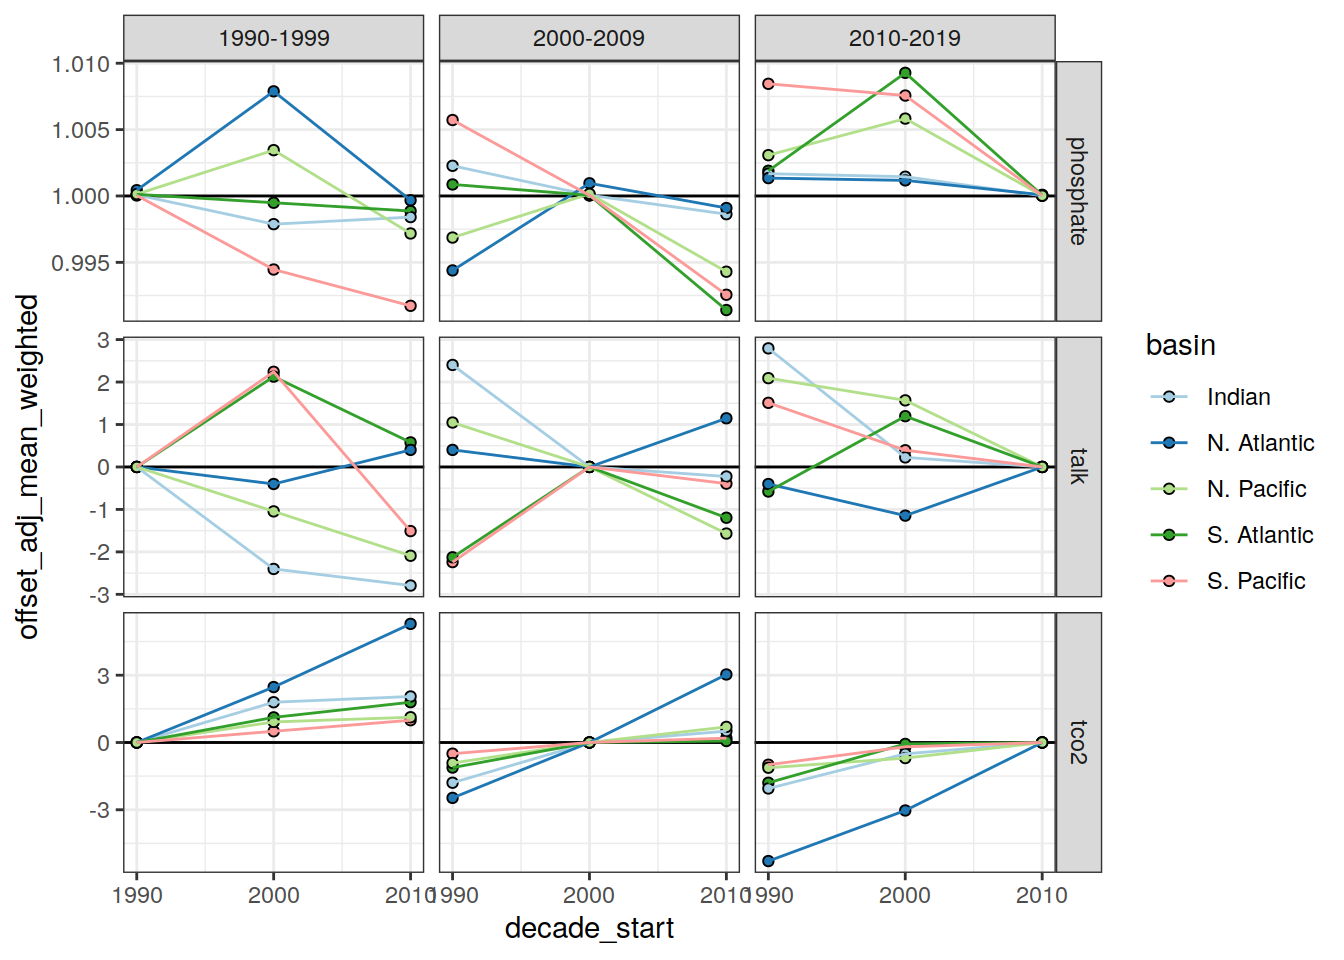 1990-1999
2000-2009
2010-2019
1.010
1.005
1.000
0.995
phosphate
3
2
1
0
-1
-2
-3
talk
3
0
-3
tco2
1990
2000
2010
1990
2000
2010
1990
2000
2010
decade_start
offset_adj_mean_weighted
basin
Indian
N. Atlantic
N. Pacific
S. Atlantic
S. Pacific